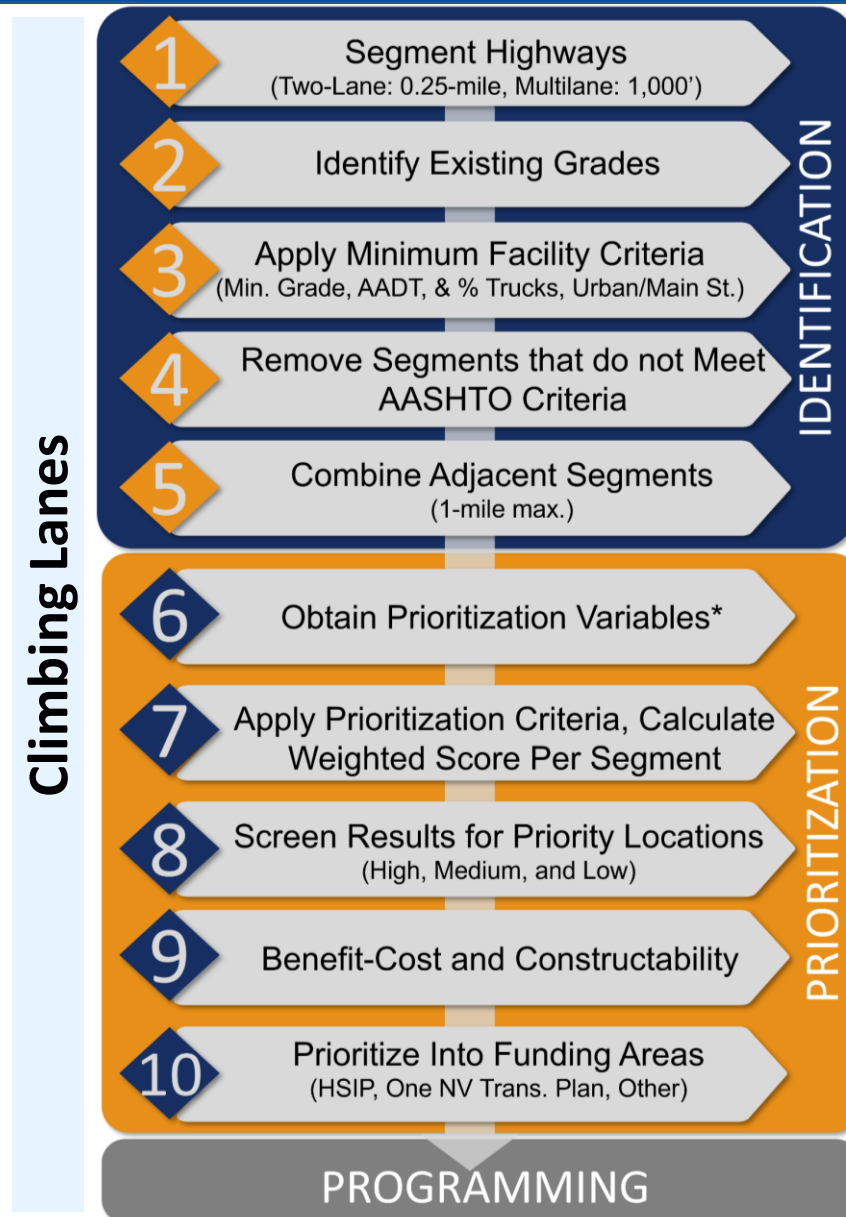 Climbing Lanes
IDENTIFICATION
1
Segment Highways
(Two-Lane: 0.25-mile, Multilane: 1,000’)
2
Identify Existing Grades
3
Apply Minimum Facility Criteria
(Min. Grade, AADT, & % Trucks, Urban/Main St.)
4
Remove Segments that do not Meet
AASHTO Criteria
5
Combine Adjacent Segments
(1-mile max.)
PRIORITIZATION
6
Obtain Prioritization Variables*
7
Apply Prioritization Criteria, Calculate
Weighted Score Per Segment
8
Screen Results for Priority Locations
(High, Medium, and Low)
9
Benefit-Cost and Constructability
10
Prioritize Into Funding Areas
(HSIP, One NV Trans. Plan, Other)
PROGRAMMING